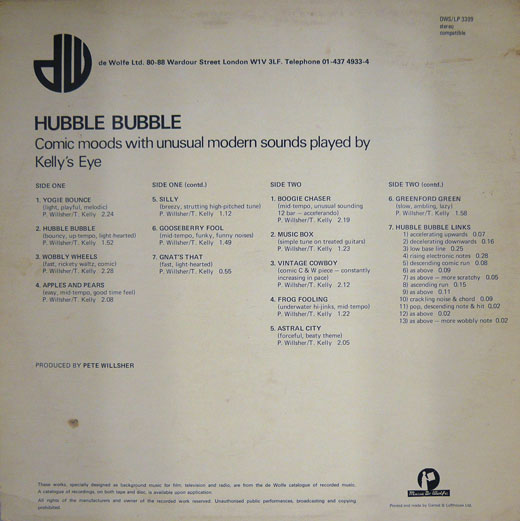 DWS/LP 3399
stereo
compatible
dW
de Wolfe Ltd. 80-88 Wardour Street London W1V 3LF. Telephone 01-437 4933-4
HUBBLE BUBBLE
Comic moods with unusual modern sounds played by
Kelly's Eye
SIDE ONE
1. YOGIE BOUNCE
(light, playful, melodic)
P. Willsher/T. Kelly 2.24
2. HUBBLE BUBBLE
(bouncy, up-tempo, light hearted)
P. Willsher/T. Kelly 1.52
3. WOBBLY WHEELS
(fast, rickety waltz, comic)
P. Willsher/T. Kelly 2.28
4. APPLES AND PEARS
(easy, mid-tempo, good time feel)
P. Willsher/T. Kelly 2.08
SIDE ONE (contd.)
5. SILLY
(breezy, strutting high-pitched tune)
P. Willsher/T. Kelly 1.12
6. GOOSEBERRY FOOL
(mid-tempo, funky, funny noises)
P. Willsher/T. Kelly 1.49
7. GNAT'S THAT
(fast, light-hearted)
P. Willsher/T. Kelly 0.55
SIDE TWO
1. BOOGIE CHASER
(mid-tempo, unusual sounding
12 bar — accelerando)
P. Willsher/T. Kelly 2.19
2. MUSIC BOX
(simple tune on treated guitars)
P. Willsher/T. Kelly 1.23
3. VINTAGE COWBOY
(comic C & W piece — constantly
increasing in pace)
P. Willsher/T. Kelly 2.12
4. FROG FOOLING
(underwater hi-jinks, mid-tempo)
P. Willsher/T. Kelly 1.22
5. ASTRAL CITY
(forceful, beaty theme)
P. Willsher/T. Kelly 2.05
SIDE TWO (contd.)
6. GREENFORD GREEN
(slow, ambling, lazy)
P. Willsher/T. Kelly 1.58
7. HUBBLE BUBBLE LINKS
1) accelerating upwards 0.07
2) decelerating downwards 0.16
3) low base line 0.25
4) rising electronic notes 0.28
5) descending comic run 0.08
6) as above 0.09
7) as above — more scratchy 0.05
8) ascending run 0.15
9) as above 0.11
10) crackling noise & chord 0.09
11) pop, descending note & hit 0.02
12) as above 0.02
13) as above — more wobbly note 0.02
PRODUCED BY PETE WILLSHER
These works, specially designed as background music for film, television and radio, are from the de Wolfe catalogue of recorded music.
A catalogue of recordings, on both tape and disc, is available upon application.
All rights of the manufacturer and owner of the recorded work reserved. Unauthorised public performances, broadcasting and copying
prohibited.
Music De Wolfe
Printed and made by Garrod & Lofthouse Ltd.